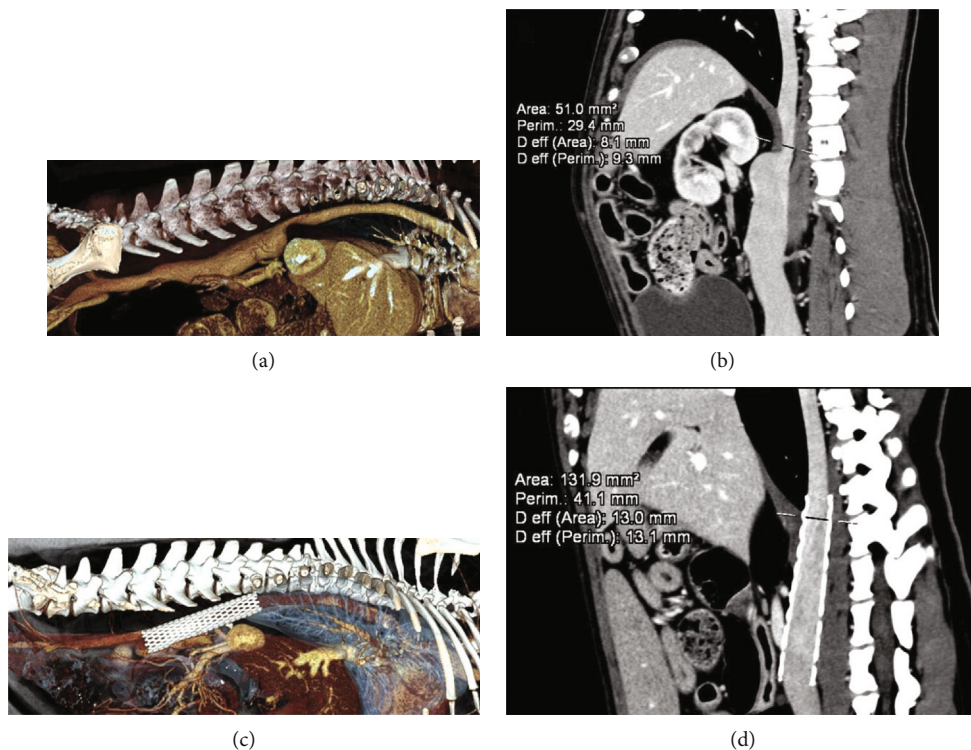 Area: 51.0 mm²
Perim.: 29.4 mm
D eff (Area): 8.1 mm
D eff (Perim.): 9.3 mm
(a)
(b)
Area: 131.9 mm²
Perim.: 41.1 mm
D eff (Area): 13.0 mm
D eff (Perim.): 13.1 mm
(c)
(d)